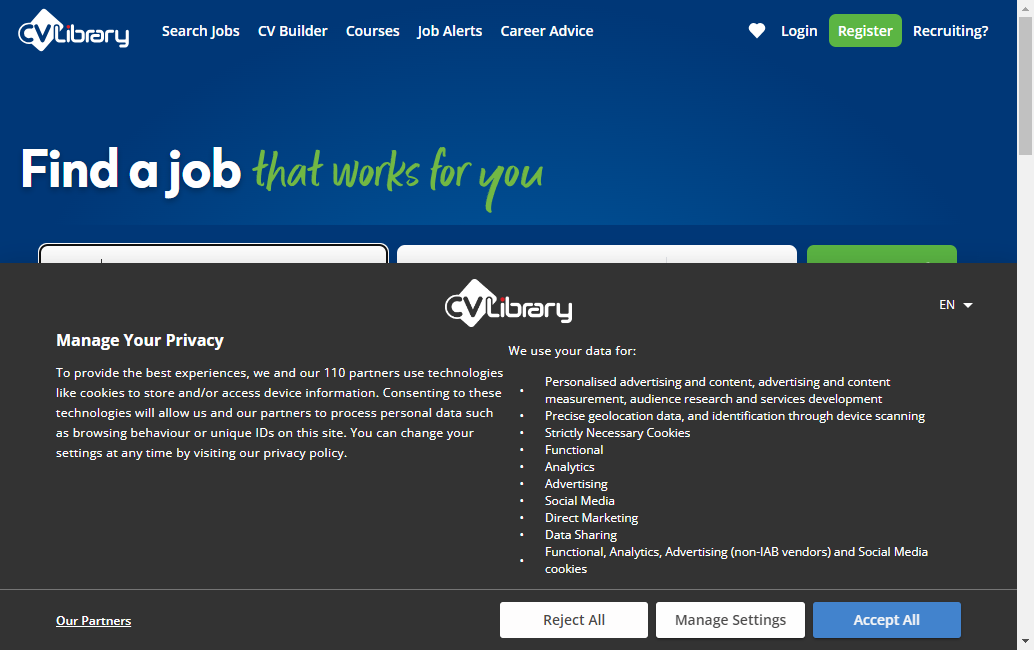 CVLibrary
Search Jobs CV Builder Courses Job Alerts Career Advice Login Register Recruiting?
Find a job that works for you
CVLibrary
EN
Manage Your Privacy
To provide the best experiences, we and our 110 partners use technologies
like cookies to store and/or access device information. Consenting to these
technologies will allow us and our partners to process personal data such
as browsing behaviour or unique IDs on this site. You can change your
settings at any time by visiting our privacy policy.
We use your data for:
• Personalised advertising and content, advertising and content
measurement, audience research and services development
• Precise geolocation data, and identification through device scanning
• Strictly Necessary Cookies
• Functional
• Analytics
• Advertising
• Social Media
• Direct Marketing
• Data Sharing
• Functional, Analytics, Advertising (non-IAB vendors) and Social Media
cookies
Our Partners
Reject All Manage Settings Accept All